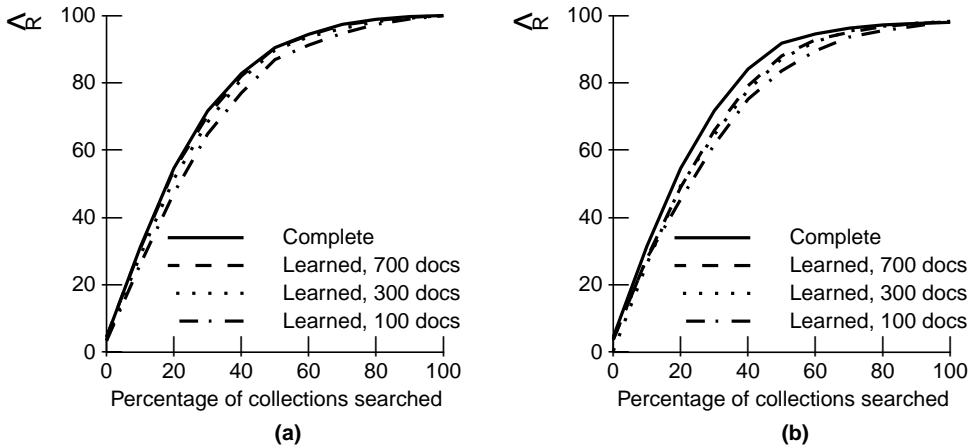 R̂
100
80
60
40
20
0
Complete
Learned, 700 docs
Learned, 300 docs
Learned, 100 docs
0 20 40 60 80 100
Percentage of collections searched
(a)
R̂
100
80
60
40
20
0
Complete
Learned, 700 docs
Learned, 300 docs
Learned, 100 docs
0 20 40 60 80 100
Percentage of collections searched
(b)